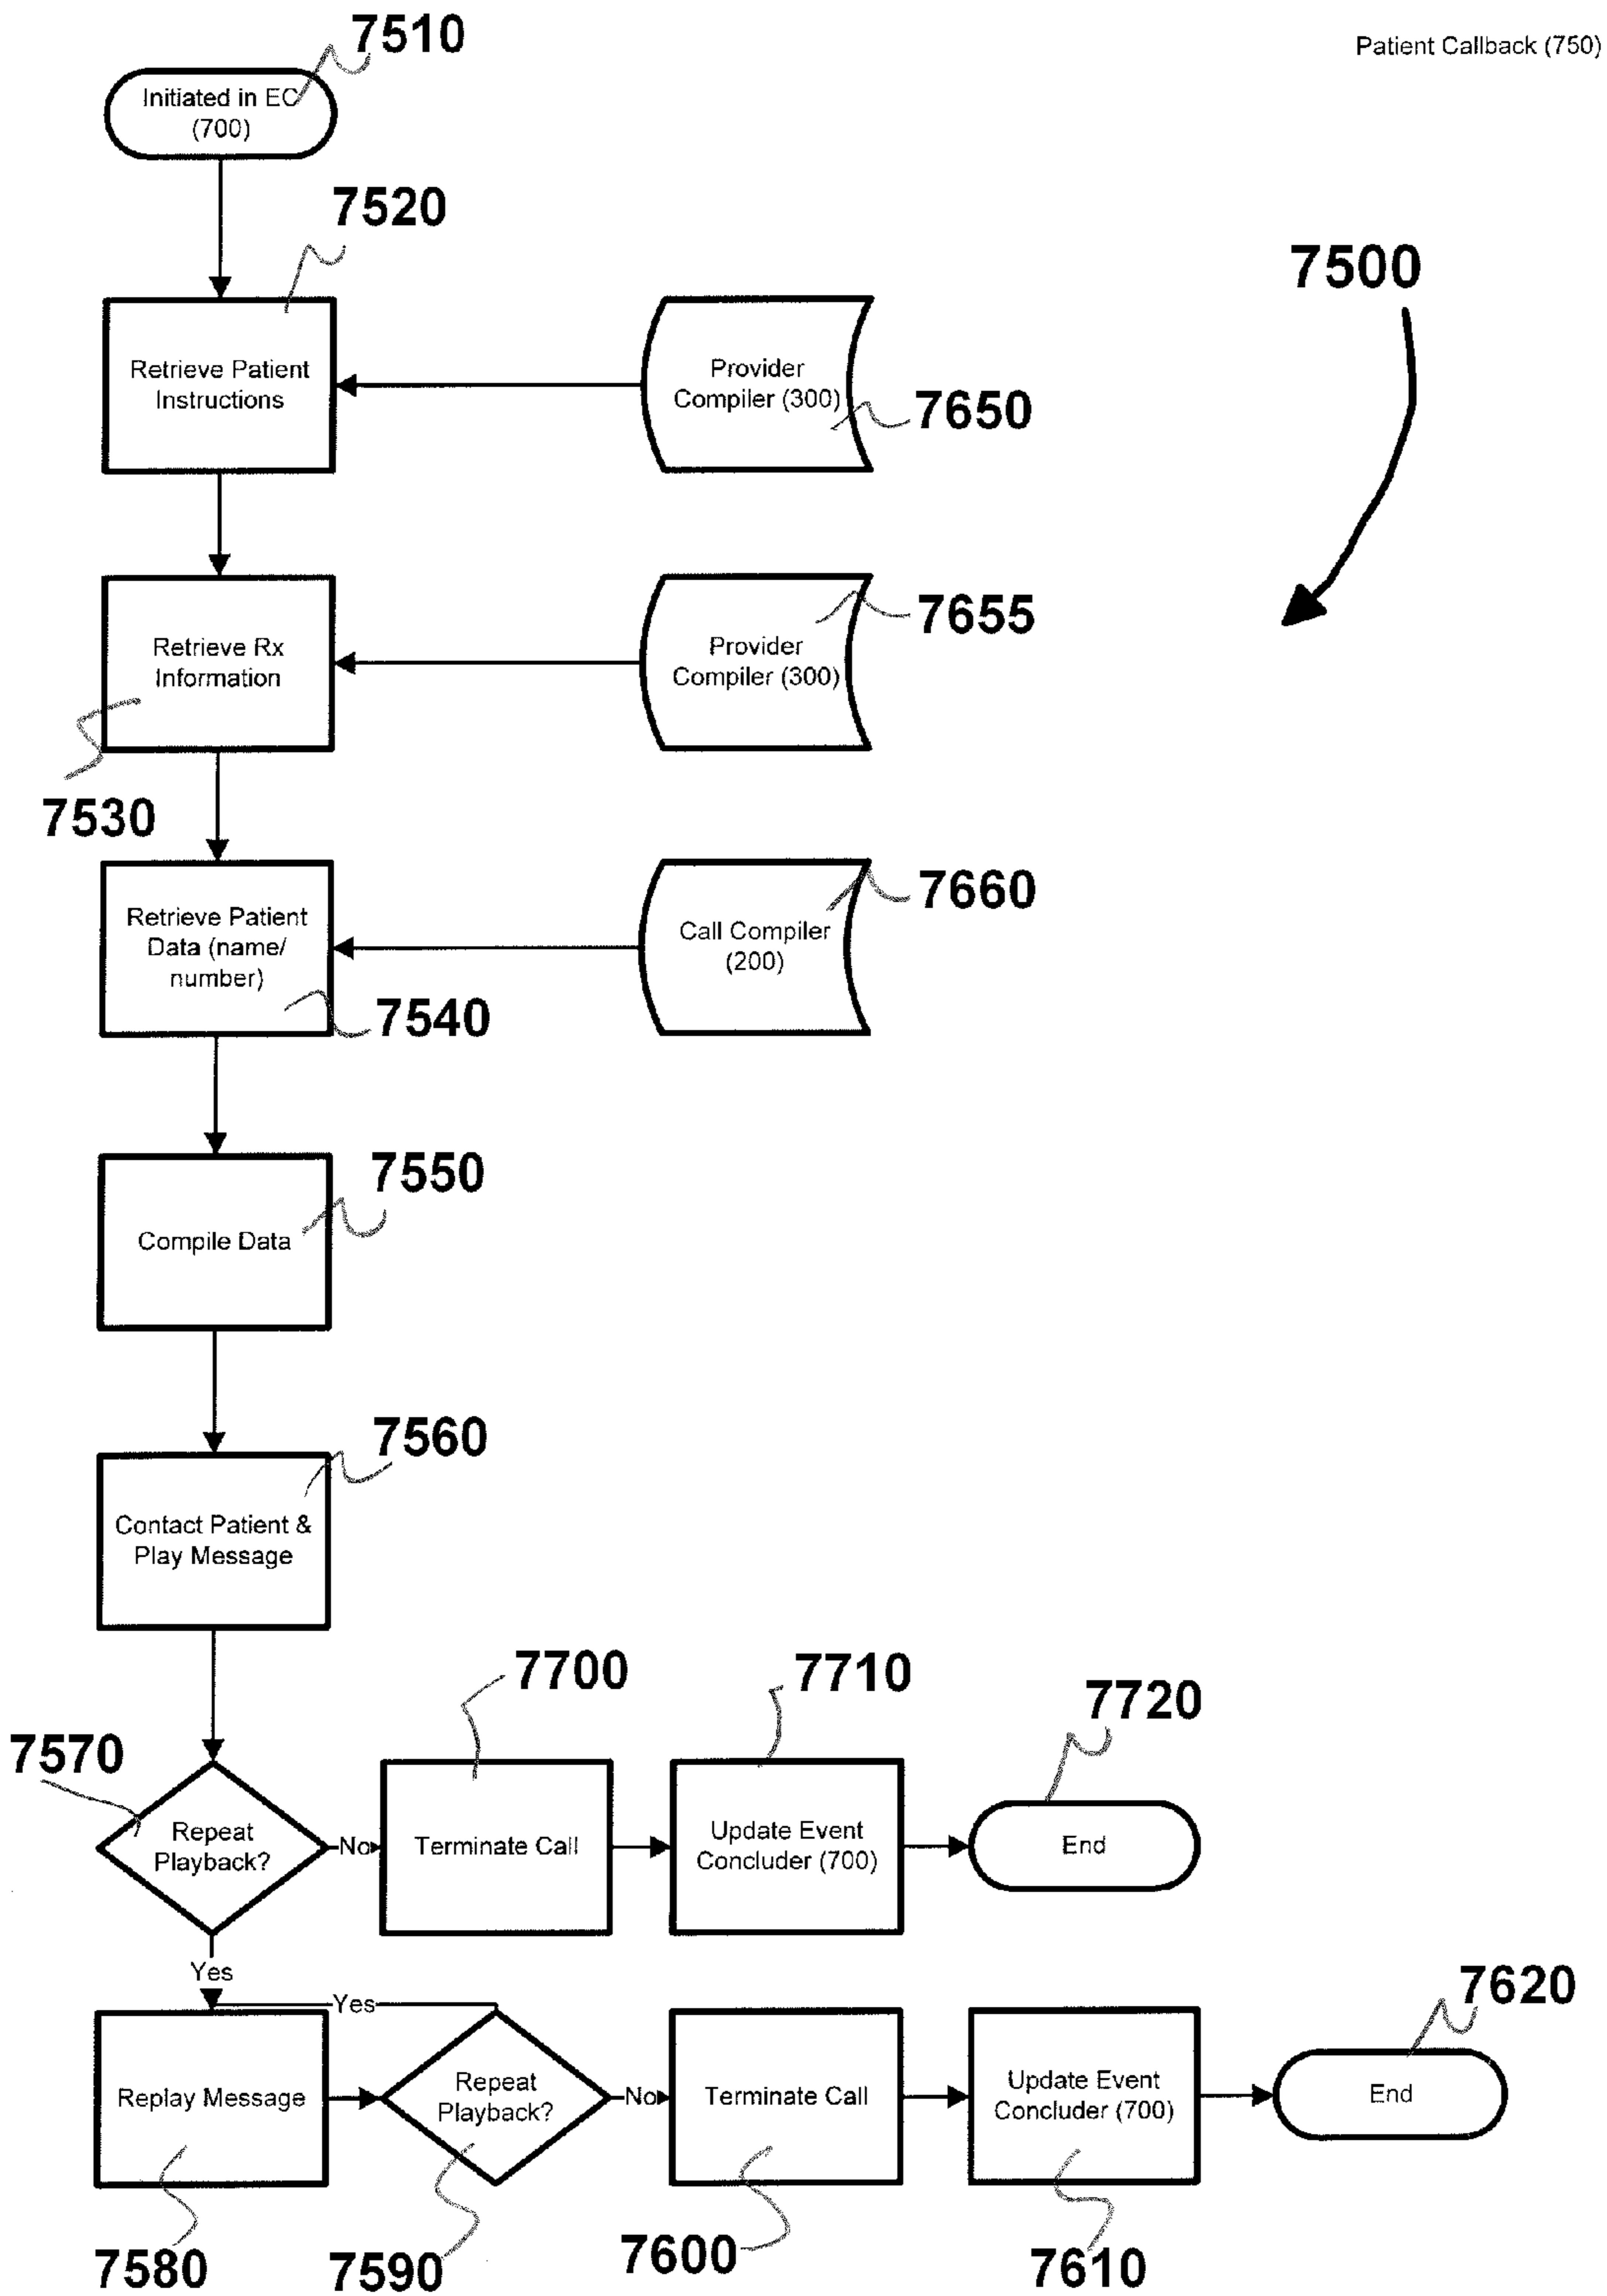 7510
Patient Callback (750)
Initiated in EC
(700)
7520
7500
Retrieve Patient
Instructions
Provider
Compiler (300)
7650
7655
Retrieve Rx
Information
Provider
Compiler (300)
7530
7660
Retrieve Patient
Data (name/
number)
Call Compiler
(200)
7540
7550
Compile Data
7560
Contact Patient &
Play Message
7700
7710
7720
7570
Repeat
Playback?
No
Terminate Call
Update Event
Concluder (700)
End
Yes
7620
Yes
Replay Message
Repeat
Playback?
No
Terminate Call
Update Event
Concluder (700)
End
7580
7590
7600
7610